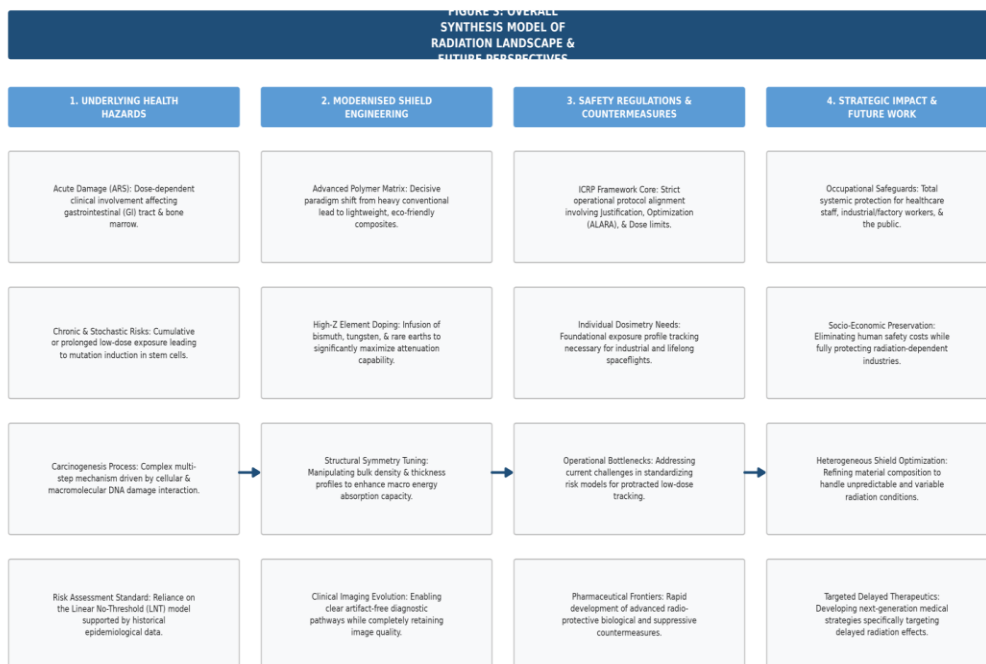 FIGURE 3: OVERALL
SYNTHESIS MODEL OF
RADIATION LANDSCAPE &
FUTURE PERSPECTIVES
1. UNDERLYING HEALTH
HAZARDS
2. MODERNISED SHIELD
ENGINEERING
3. SAFETY REGULATIONS &
COUNTERMEASURES
4. STRATEGIC IMPACT &
FUTURE WORK
Acute Damage (ARS): Dose-dependent
clinical involvement affecting
gastrointestinal (GI) tract & bone
marrow.
Advanced Polymer Matrix: Decisive
paradigm shift from heavy conventional
lead to lightweight, eco-friendly
composites.
ICRP Framework Core: Strict
operational protocol alignment
involving Justification, Optimization
(ALARA), & Dose limits.
Occupational Safeguards: Total
systemic protection for healthcare
staff, industrial/factory workers, &
the public.
Chronic & Stochastic Risks: Cumulative
or prolonged low-dose exposure leading
to mutation induction in stem cells.
High-Z Element Doping: Infusion of
bismuth, tungsten, & rare earths to
significantly maximize attenuation
capability.
Individual Dosimetry Needs:
Foundational exposure profile tracking
necessary for industrial and lifelong
spaceflights.
Socio-Economic Preservation:
Eliminating human safety costs while
fully protecting radiation-dependent
industries.
Carcinogenesis Process: Complex multi-
step mechanism driven by cellular &
macromolecular DNA damage interaction.
Structural Symmetry Tuning:
Manipulating bulk density & thickness
profiles to enhance macro energy
absorption capacity.
Operational Bottlenecks: Addressing
current challenges in standardizing
risk models for protracted low-dose
tracking.
Heterogeneous Shield Optimization:
Refining material composition to
handle unpredictable and variable
radiation conditions.
Risk Assessment Standard: Reliance on
the Linear No-Threshold (LNT) model
supported by historical
epidemiological data.
Clinical Imaging Evolution: Enabling
clear artifact-free diagnostic
pathways while completely retaining
image quality.
Pharmaceutical Frontiers: Rapid
development of advanced radio-
protective biological and suppressive
countermeasures.
Targeted Delayed Therapeutics:
Developing next-generation medical
strategies specifically targeting
delayed radiation effects.